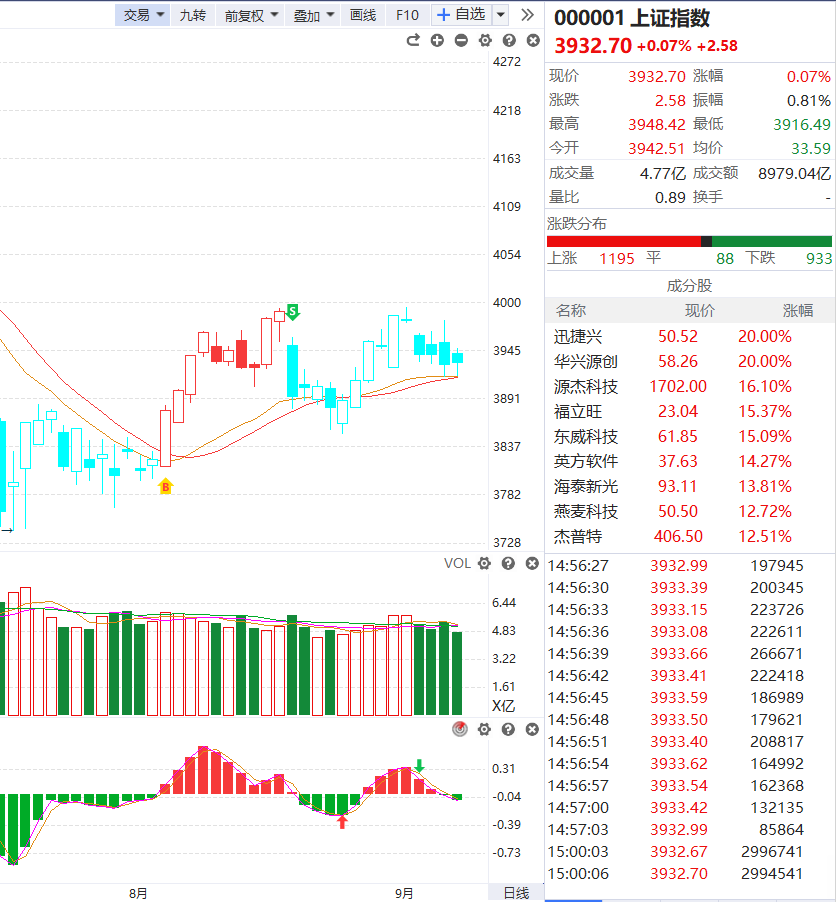 交易 九转 前复权 叠加 画线 F10 自选
000001 上证指数
3932.70 +0.07% +2.58
现价 3932.70 涨幅 0.07%
涨跌 2.58 振幅 0.81%
最高 3948.42 最低 3916.49
今开 3942.51 均价 33.59
成交量 4.77亿 成交额 8979.04亿
量比 0.89 换手 -
涨跌分布
上涨 1195 平 88 下跌 933
成分股
名称 现价 涨幅
迅捷兴 50.52 20.00%
华兴源创 58.26 20.00%
源杰科技 1702.00 16.10%
福立旺 23.04 15.37%
东威科技 61.85 15.09%
英方软件 37.63 14.27%
海泰新光 93.11 13.81%
燕麦科技 50.50 12.72%
杰普特 406.50 12.51%
14:56:27 3932.99 197945
14:56:30 3933.39 200345
14:56:33 3933.15 223726
14:56:36 3933.08 222611
14:56:39 3933.66 266671
14:56:42 3933.41 222418
14:56:45 3933.59 186989
14:56:48 3933.50 179621
14:56:51 3933.40 208817
14:56:54 3933.62 164992
14:56:57 3933.54 162368
14:57:00 3933.42 132135
14:57:03 3932.99 85864
15:00:03 3932.67 2996741
15:00:06 3932.70 2994541
4272
4218
4163
4109
4054
4000
3945
3891
3837
3782
3728
S
B
VOL
6.44
4.83
3.22
1.61
X亿
0.31
-0.04
-0.39
-0.73
8月 9月 日线